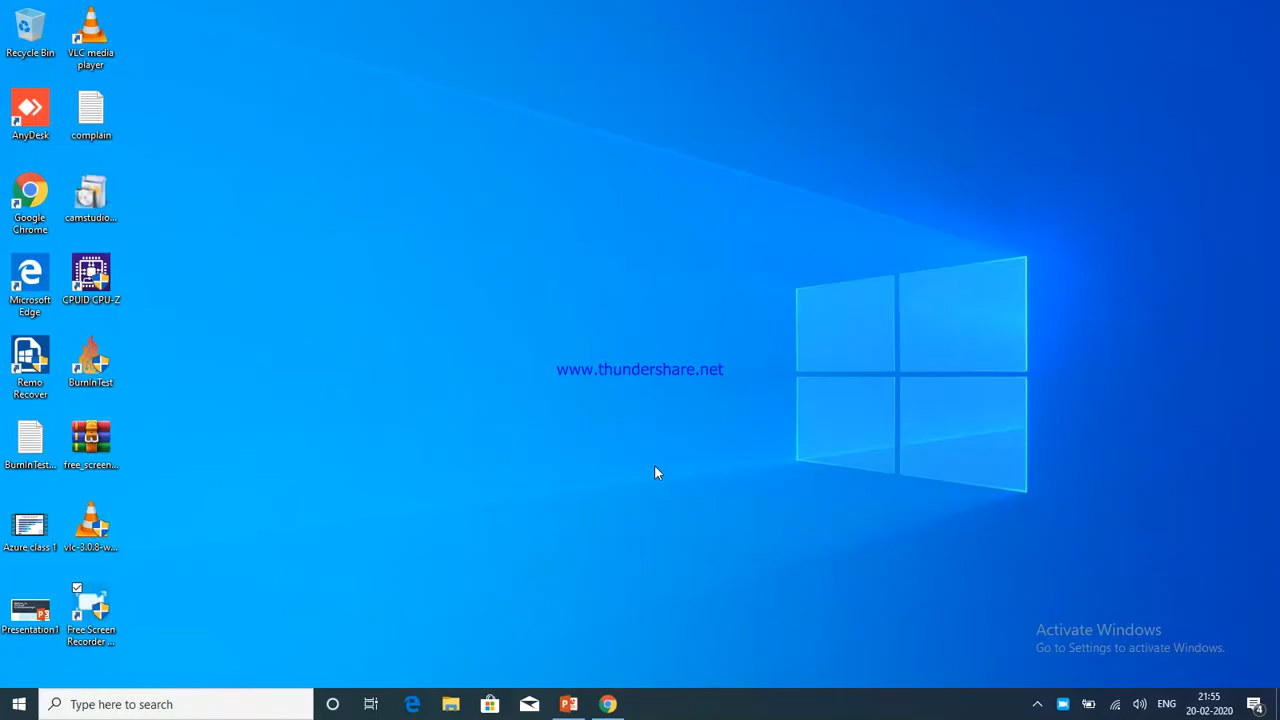 Recycle Bin
VLC media
player
AnyDesk
complain
Google
Chrome
camstudio...
Microsoft
Edge
CPUID CPU-Z
Remo
Recover
BurnInTest
BurnInTest...
free_screen...
Azure class 1
vlc-3.0.8-w...
Presentation1
Free Screen
Recorder ...
www.thundershare.net
Activate Windows
Go to Settings to activate Windows.
Type here to search
ENG
21:55
20-02-2020
4